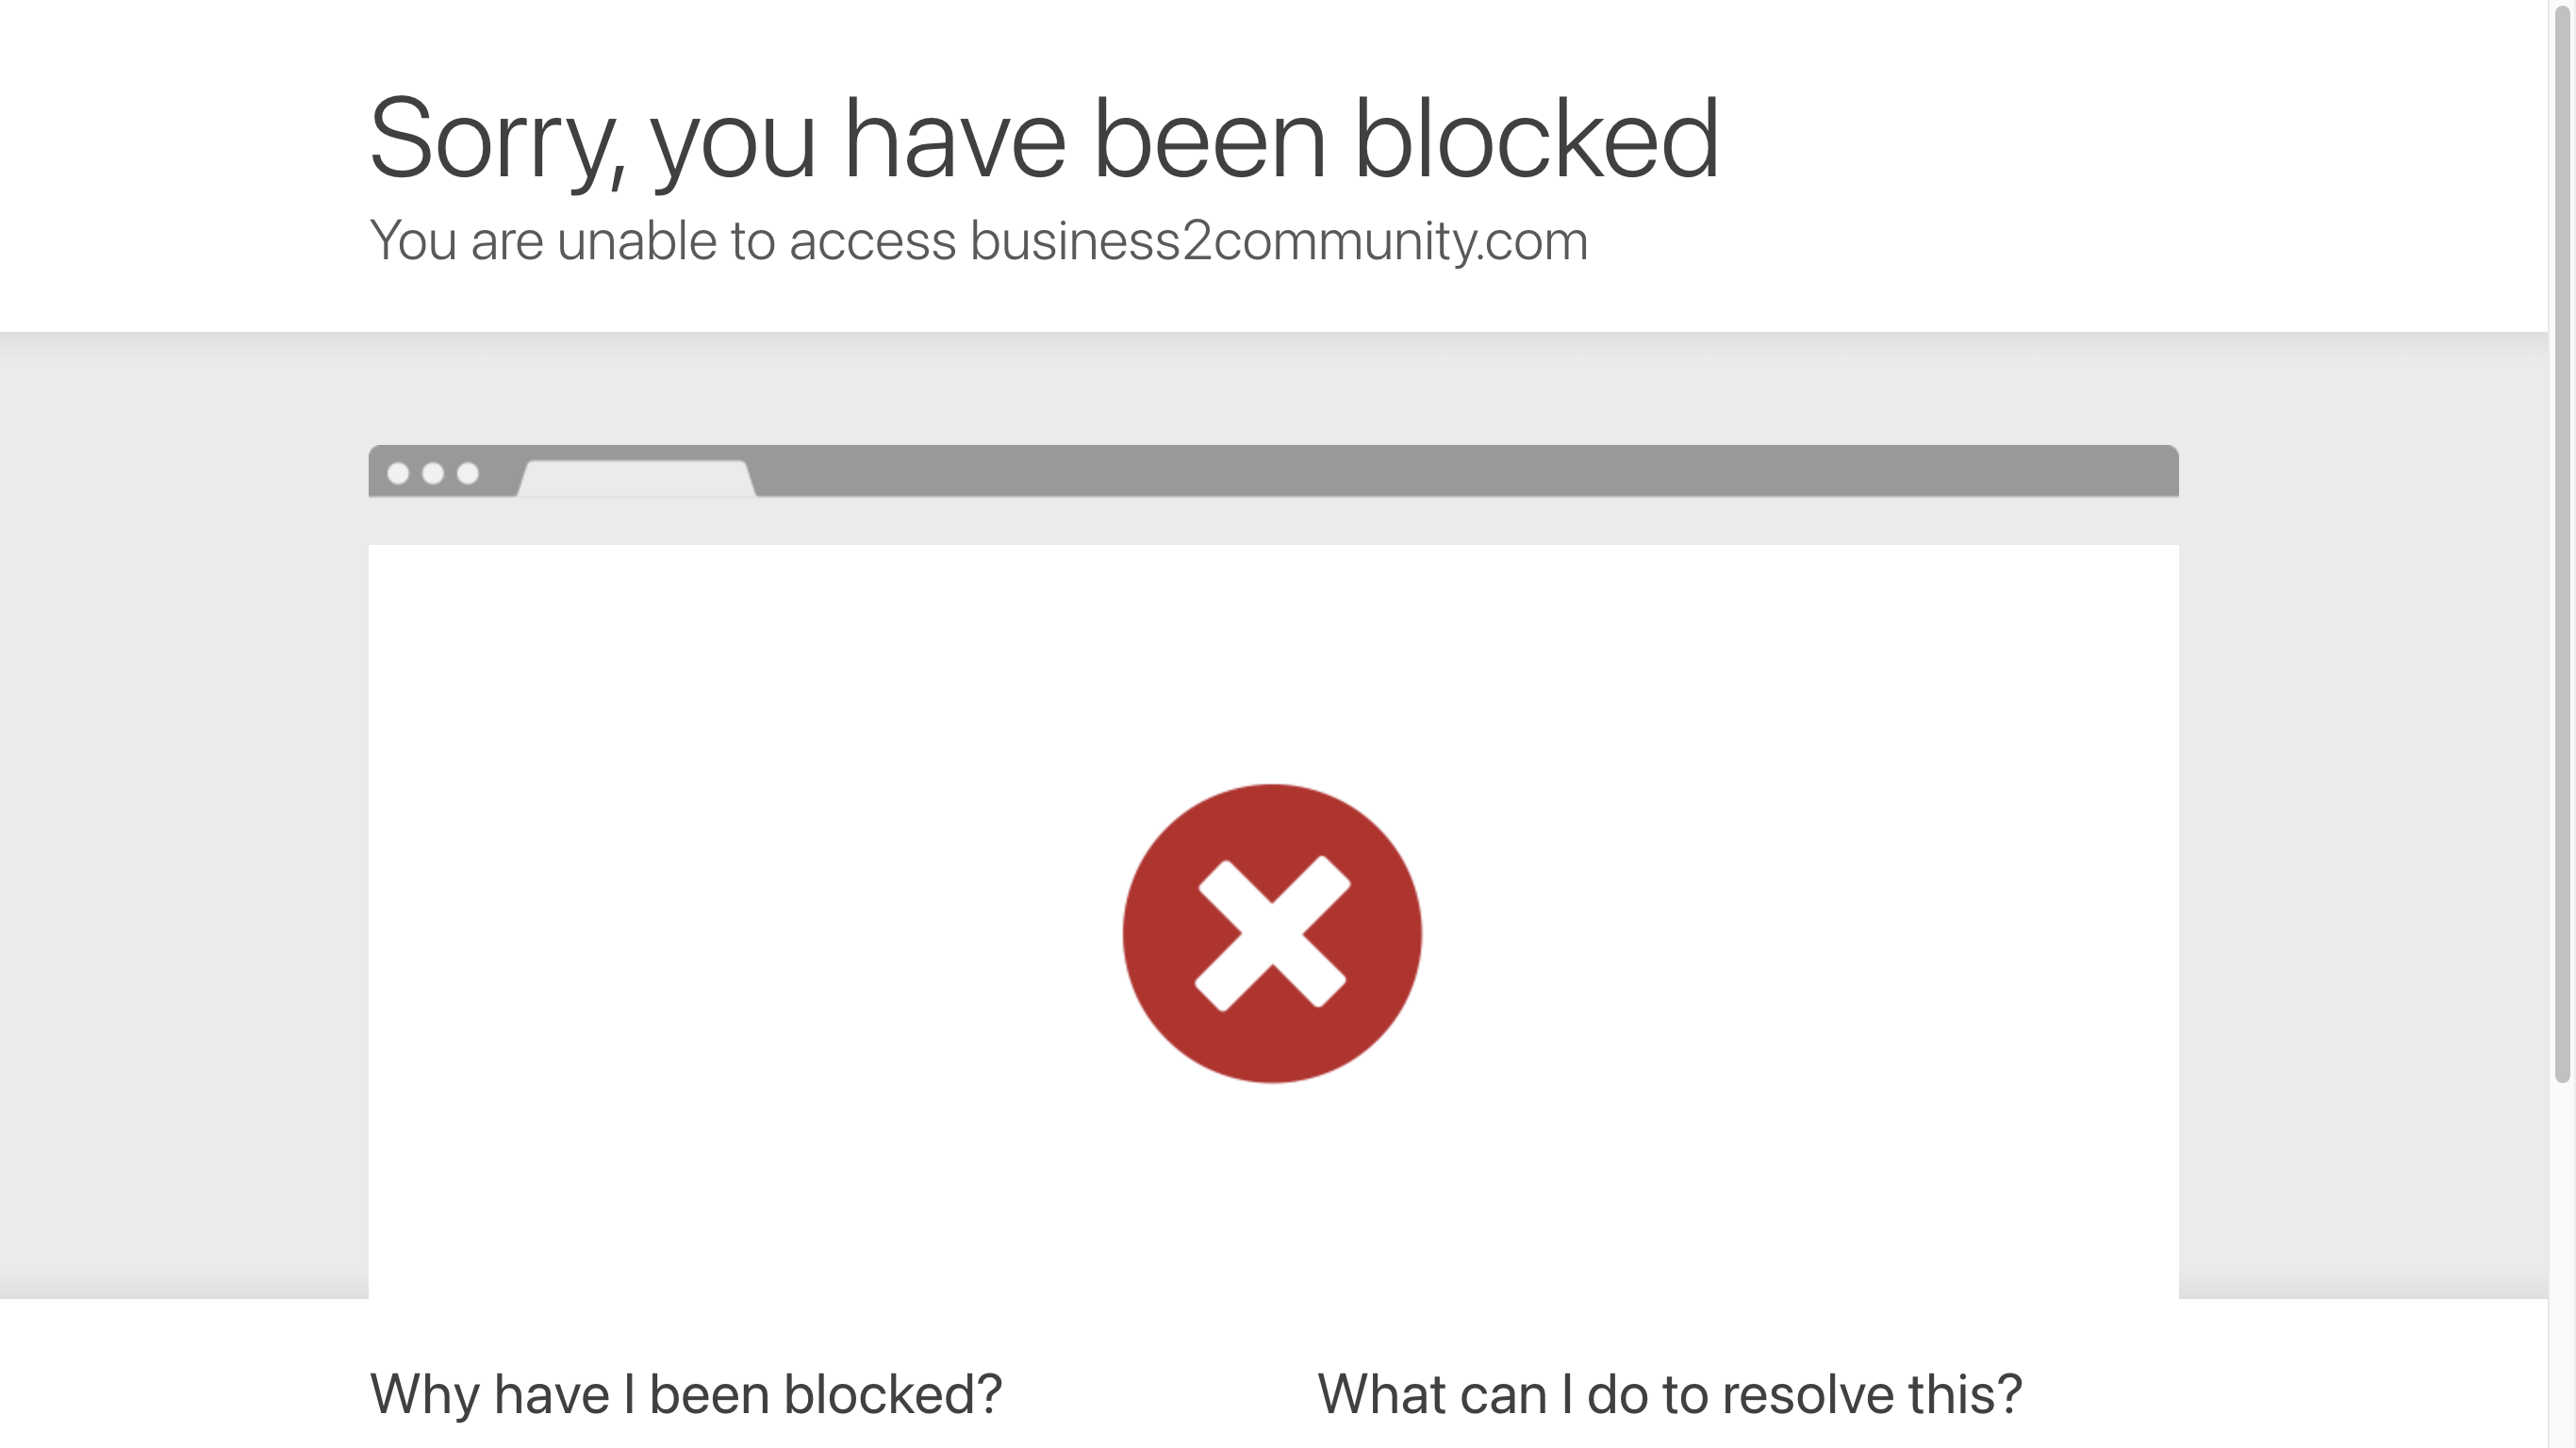 Sorry, you have been blocked
You are unable to access business2community.com
Why have I been blocked?
What can I do to resolve this?